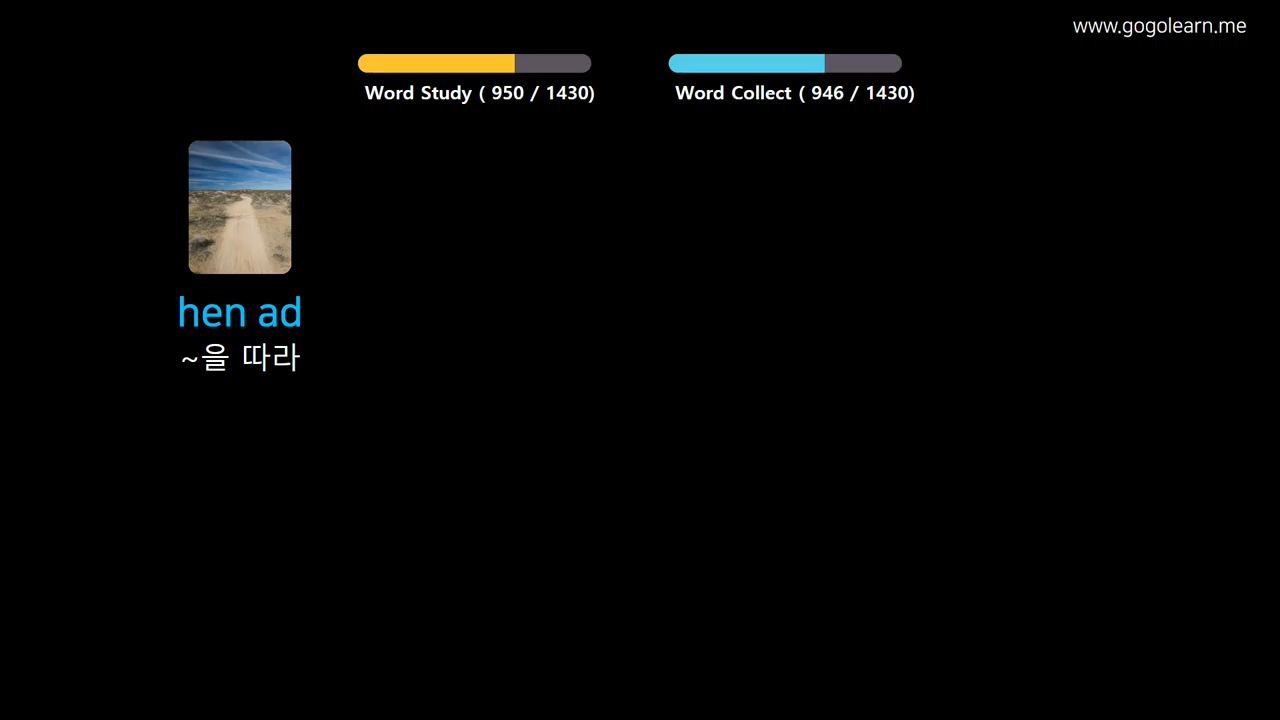 www.gogolearn.me
Word Study ( 950 / 1430)
Word Collect ( 946 / 1430)
hen ad
~을 따라